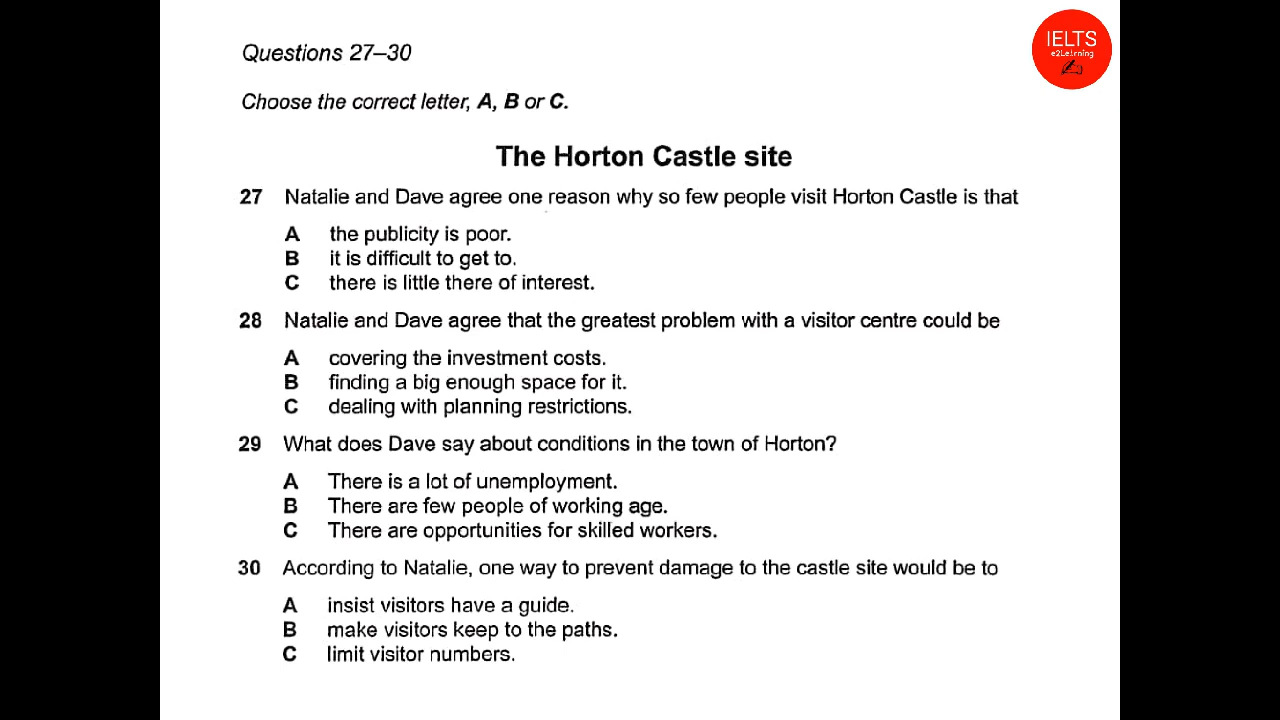 IELTS
e2Le1rning
Questions 27–30
Choose the correct letter, A, B or C.
The Horton Castle site
27 Natalie and Dave agree one reason why so few people visit Horton Castle is that
A the publicity is poor.
B it is difficult to get to.
C there is little there of interest.
28 Natalie and Dave agree that the greatest problem with a visitor centre could be
A covering the investment costs.
B finding a big enough space for it.
C dealing with planning restrictions.
29 What does Dave say about conditions in the town of Horton?
A There is a lot of unemployment.
B There are few people of working age.
C There are opportunities for skilled workers.
30 According to Natalie, one way to prevent damage to the castle site would be to
A insist visitors have a guide.
B make visitors keep to the paths.
C limit visitor numbers.